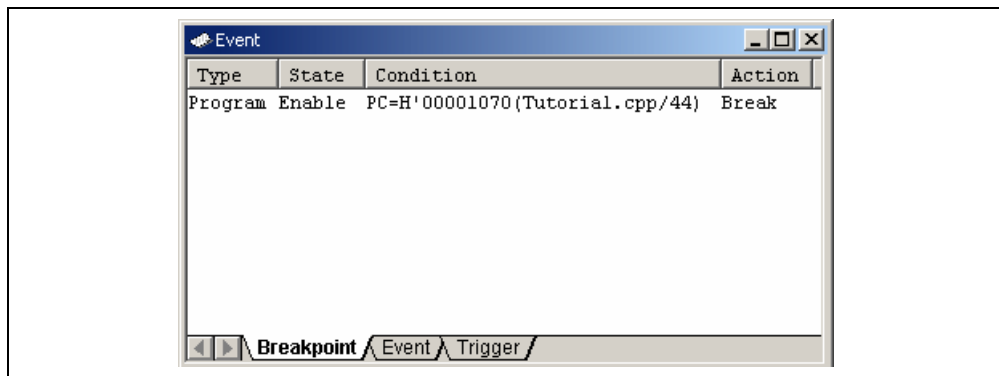 Event
Type State Condition Action
Program Enable PC=H'00001070(Tutorial.cpp/44) Break
Breakpoint Event Trigger